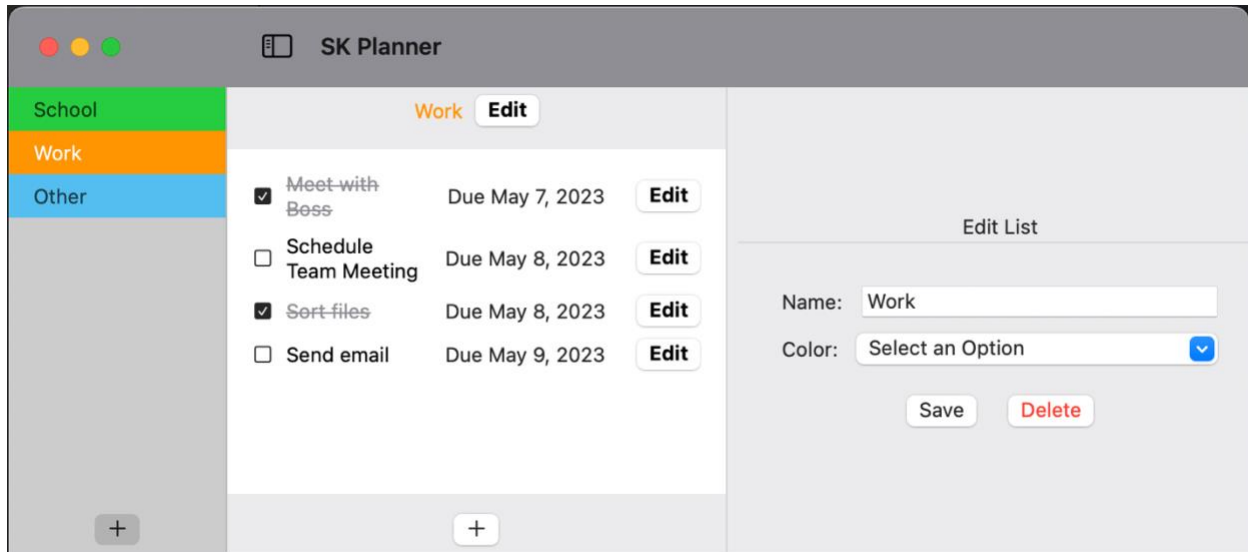 SK Planner
School
Work
Other
+
Work Edit
Meet with
Boss
Due May 7, 2023 Edit
Schedule
Team Meeting
Due May 8, 2023 Edit
Sort files Due May 8, 2023 Edit
Send email Due May 9, 2023 Edit
+
Edit List
Name: Work
Color: Select an Option
Save Delete